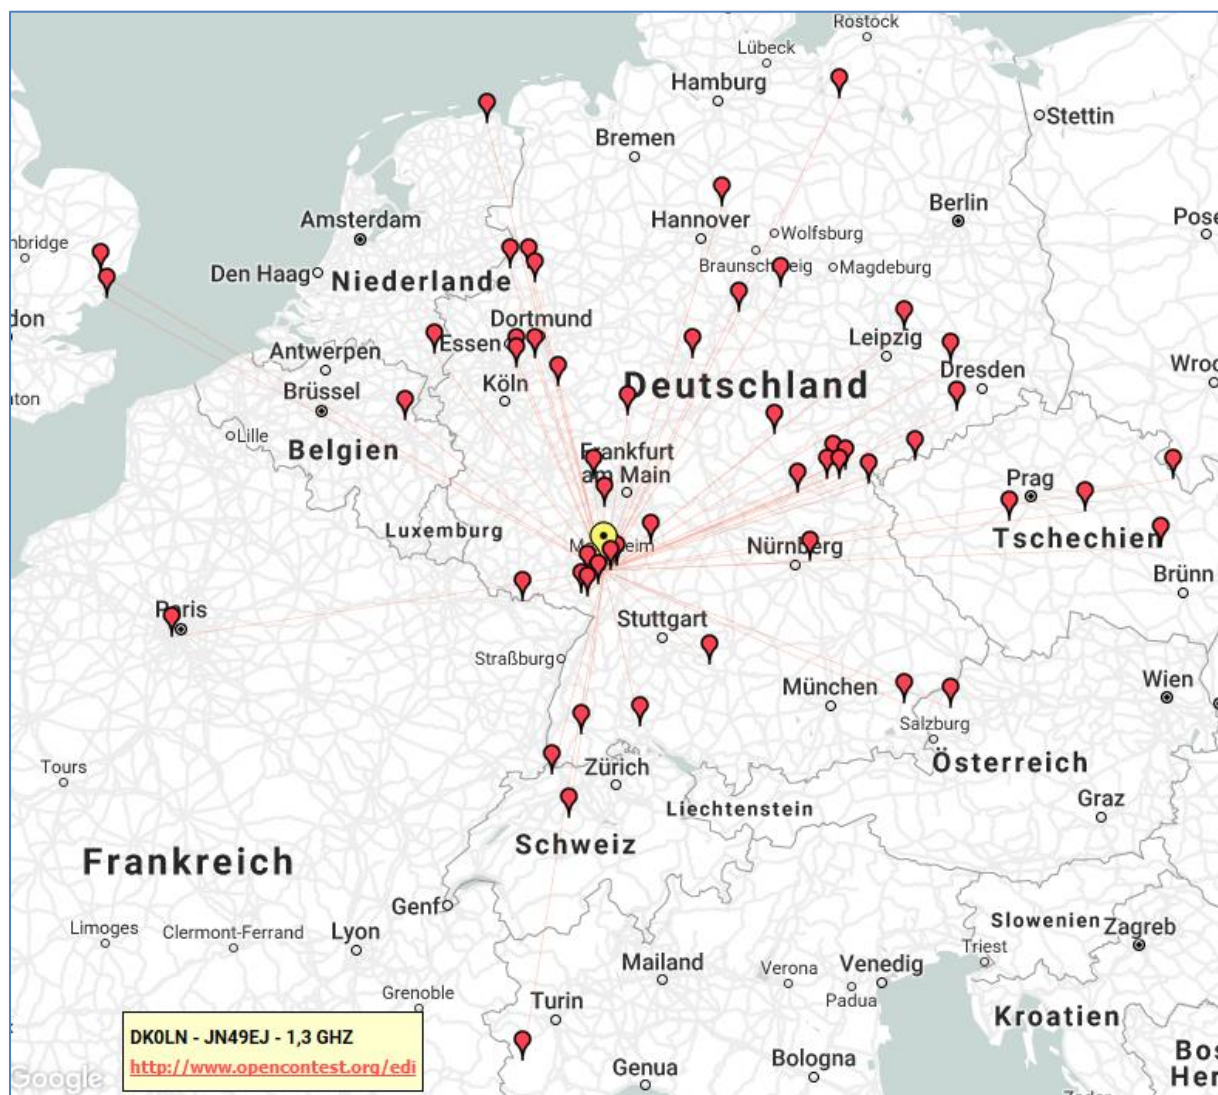 Rostock
Lübeck
Hamburg
Stettin
Bremen
Berlin
Hannover
Wolfsburg
Amsterdam
Pose
nbridge
Braunschweig
Magdeburg
Den Haag
Niederlande
don
Dortmund
Essen
Leipzig
Antwerpen
Deutschland
Dresden
Wroc
Köln
Brüssel
nton
Lille
Belgien
Frankfurt
am Main
Prag
Luxemburg
Tschechien
Nürnberg
Brünn
Paris
Stuttgart
Straßburg
München
Wien
Salzburg
Tours
Zürich
Österreich
Liechtenstein
Graz
Schweiz
Frankreich
Genf
Limoges
Clermont-Ferrand
Lyon
Slowenien
Zagreb
Triest
Mailand
Verona
Venedig
Padua
Grenoble
Turin
Kroatien
DK0LN - JN49EJ - 1,3 GHZ
http://www.opencontest.org/edi
Genua
Bologna
Bos
Her
Google